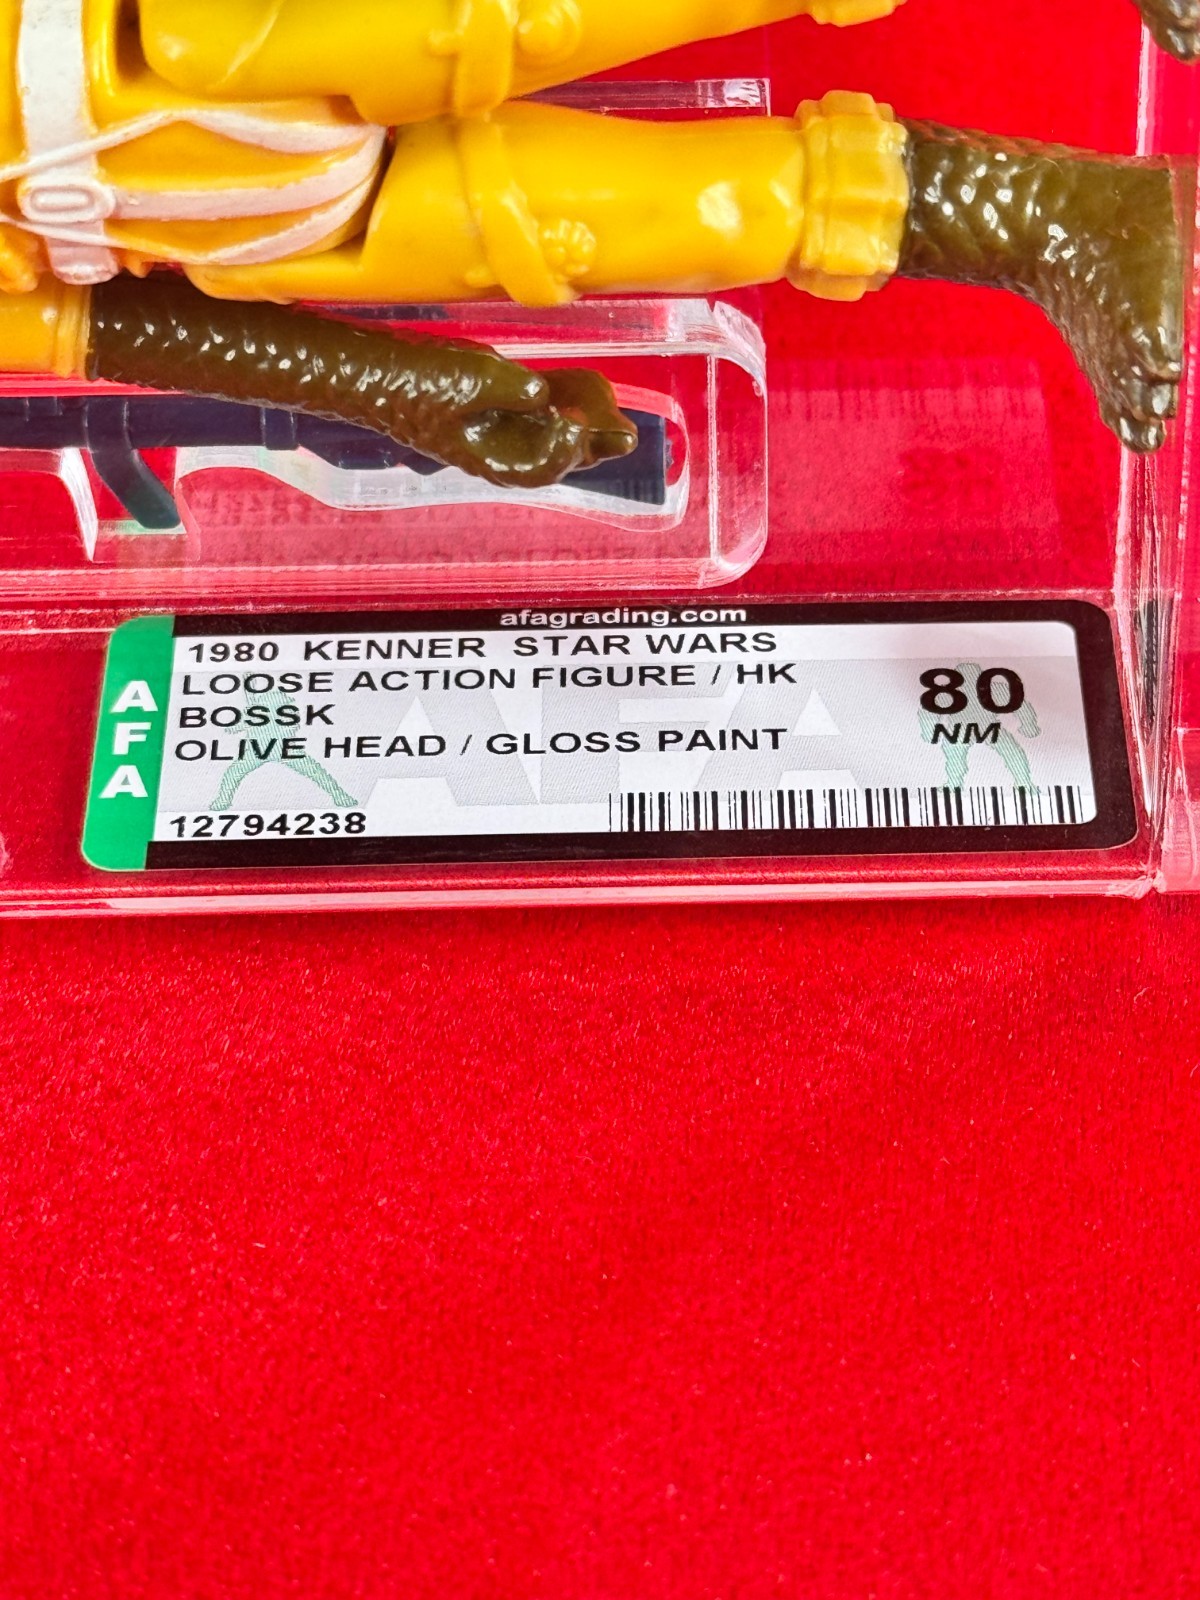 afagrading.com
1980 KENNER STAR WARS
LOOSE ACTION FIGURE / HK
BOSSK
OLIVE HEAD / GLOSS PAINT
12794238
80
NM
AFA
AFA